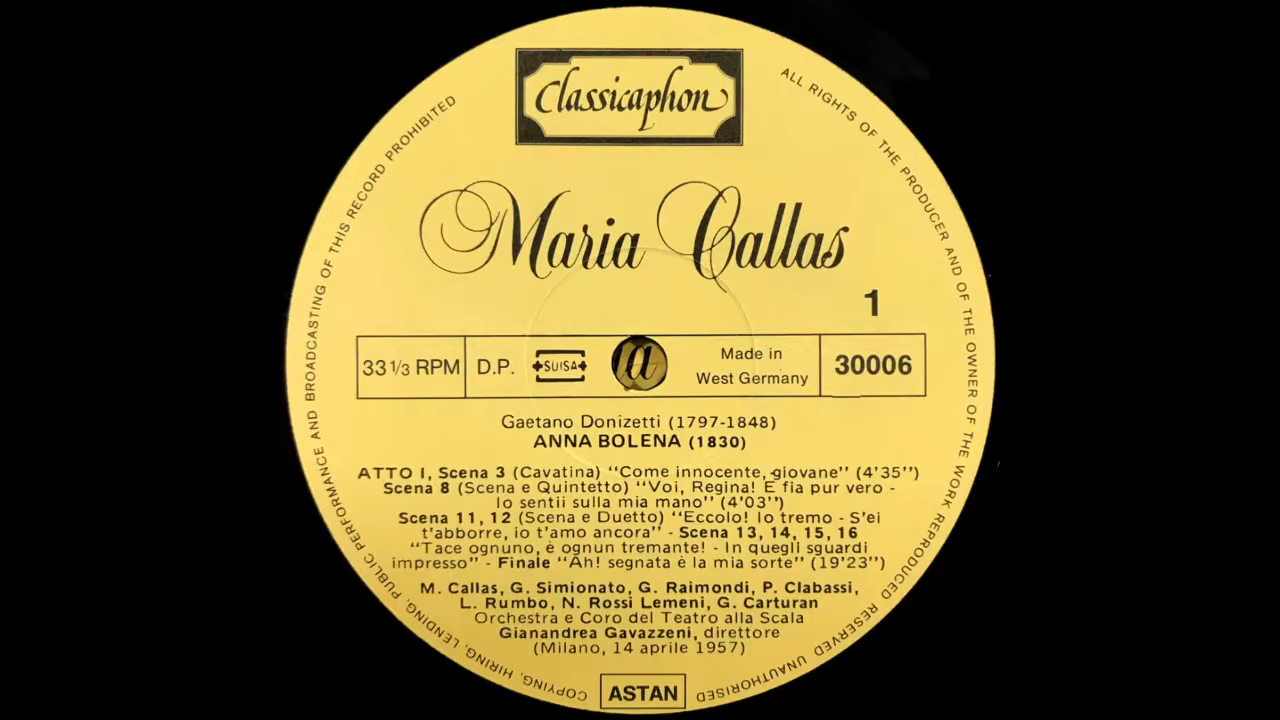 Classicaphon
Maria Callas
1
33 1/3 RPM
D.P.
SUISA
Made in
West Germany
30006
Gaetano Donizetti (1797-1848)
ANNA BOLENA (1830)
ATTO I, Scena 3 (Cavatina) "Come innocente, giovane" (4'35")
Scena 8 (Scena e Quintetto) "Voi, Regina! E fia pur vero -
Io sentii sulla mia mano" (4'03")
Scena 11, 12 (Scena e Duetto) "Eccolo! Io tremo - S'ei
t'abborre, io t'amo ancora" - Scena 13, 14, 15, 16
"Tace ognuno, è ognun tremante! - In quegli sguardi
impresso" - Finale "Ah! segnata è la mia sorte" (19'23")
M. Callas, G. Simionato, G. Raimondi, P. Clabassi,
L. Rumbo, N. Rossi Lemeni, G. Carturan
Orchestra e Coro del Teatro alla Scala
Gianandrea Gavazzeni, direttore
(Milano, 14 aprile 1957)
ASTAN
ALL RIGHTS OF THE PRODUCER AND OF THE OWNER OF THE WORK REPRODUCED RESERVED UNAUTHORISED COPYING, HIRING, LENDING, PUBLIC PERFORMANCE AND BROADCASTING OF THIS RECORD PROHIBITED